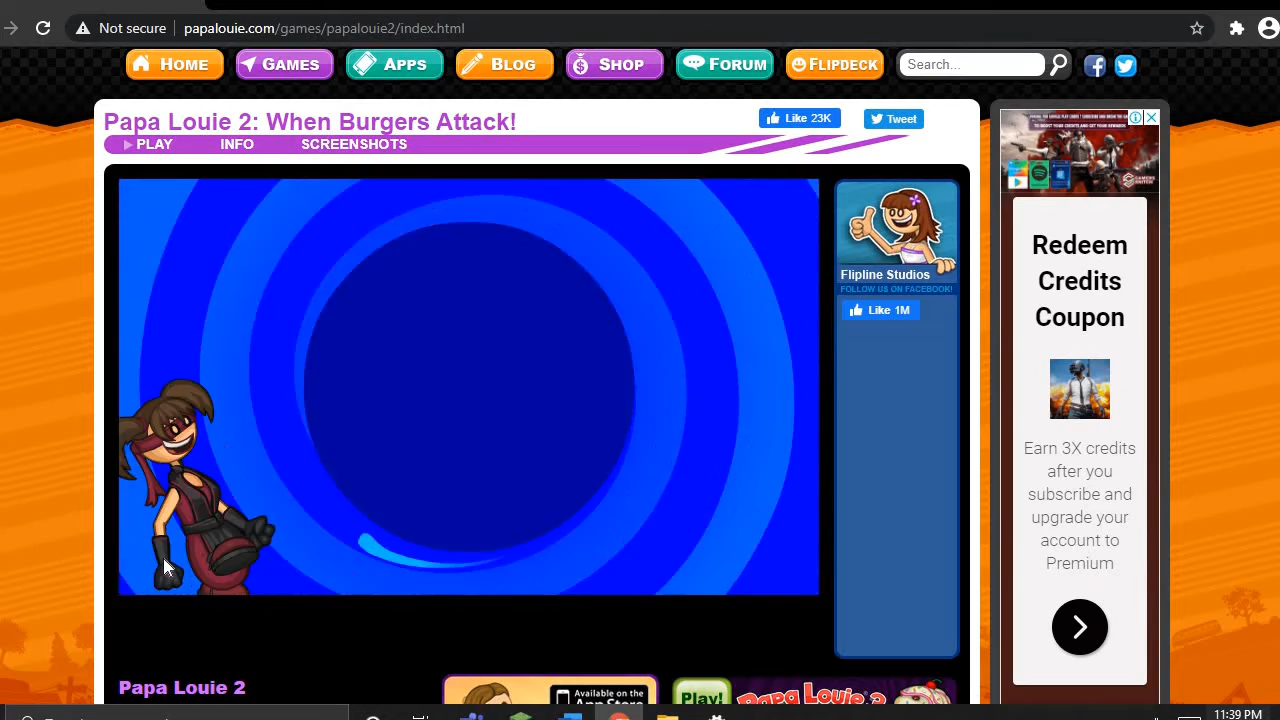 Not secure papalouie.com/games/papalouie2/index.html
HOME GAMES APPS BLOG SHOP FORUM FLIPDECK Search...
Papa Louie 2: When Burgers Attack!
Like 23K Tweet
PLAY INFO SCREENSHOTS
Flipline Studios
FOLLOW US ON FACEBOOK!
Like 1M
Redeem
Credits
Coupon
Earn 3X credits
after you
subscribe and
upgrade your
account to
Premium
Papa Louie 2
Available on the
Play! Papa Louie 3
11:39 PM